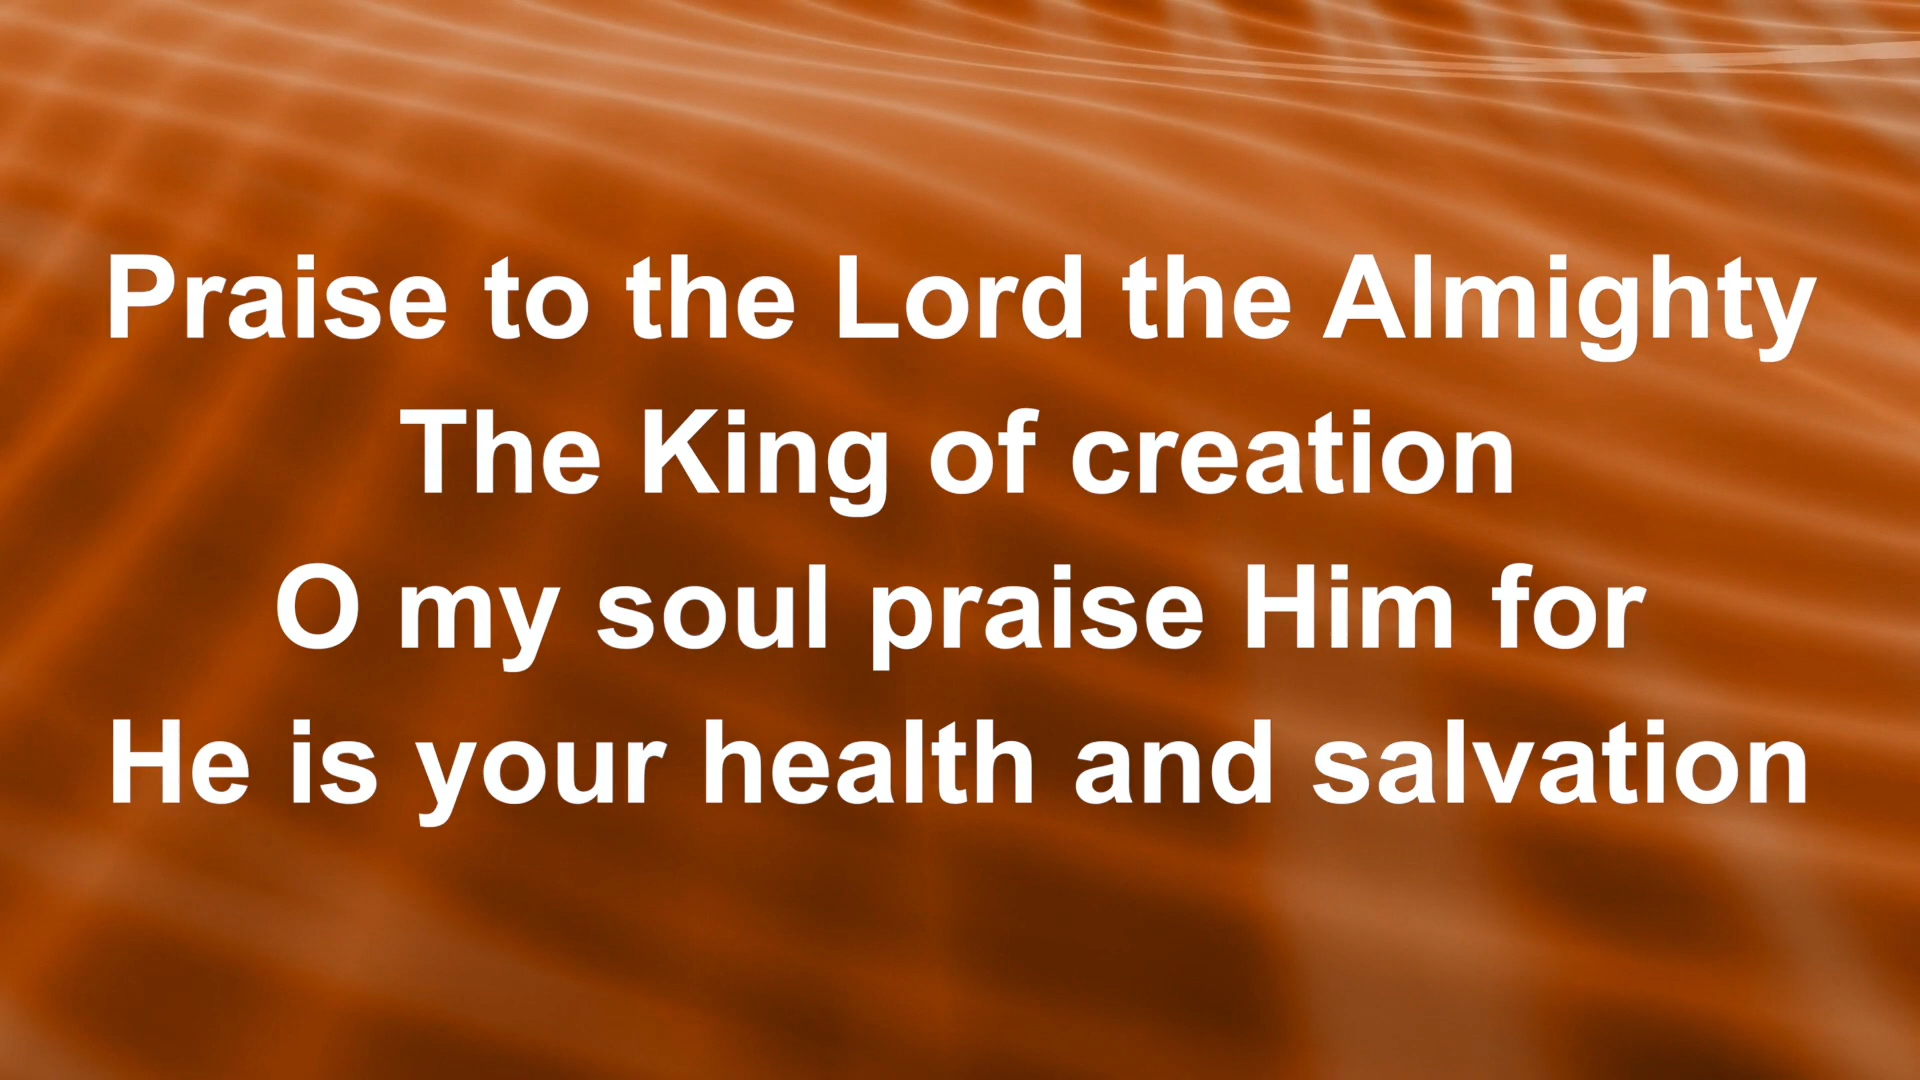 Praise to the Lord the Almighty
The King of creation
O my soul praise Him for
He is your health and salvation